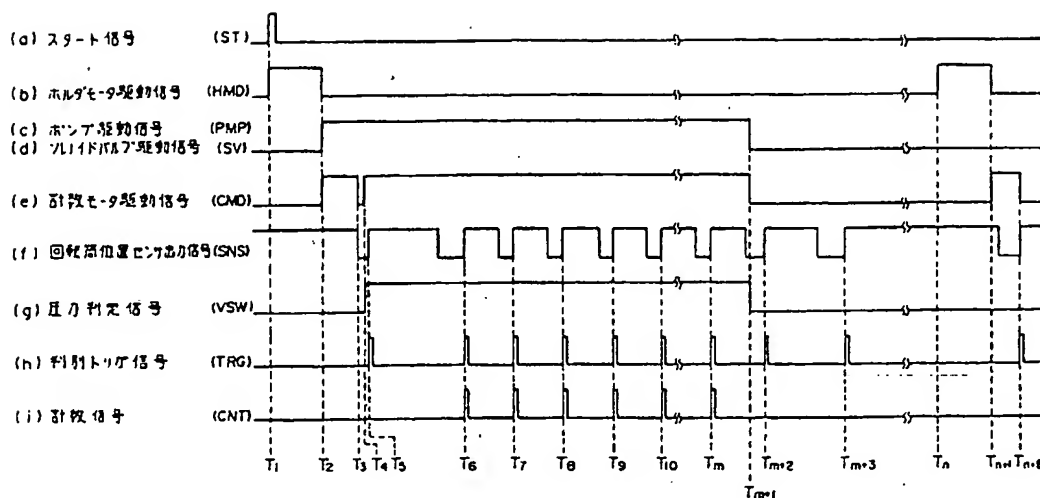 (a) スタート信号 (ST)
(b) ホルダモータ駆動信号 (HMD)
(c) ポンプ駆動信号 (PMP)
(d) ソレノイドバルブ駆動信号 (SV)
(e) 計数モータ駆動信号 (CMD)
(f) 回転筒位置センサ出力信号 (SNS)
(g) 圧力判定信号 (VSW)
(h) 判別トリガ信号 (TRG)
(i) 計数信号 (CNT)
T1 T2 T3 T4 T5 T6 T7 T8 T9 T10 Tm Tm+1 Tm+2 Tm+3 Tn Tn+1